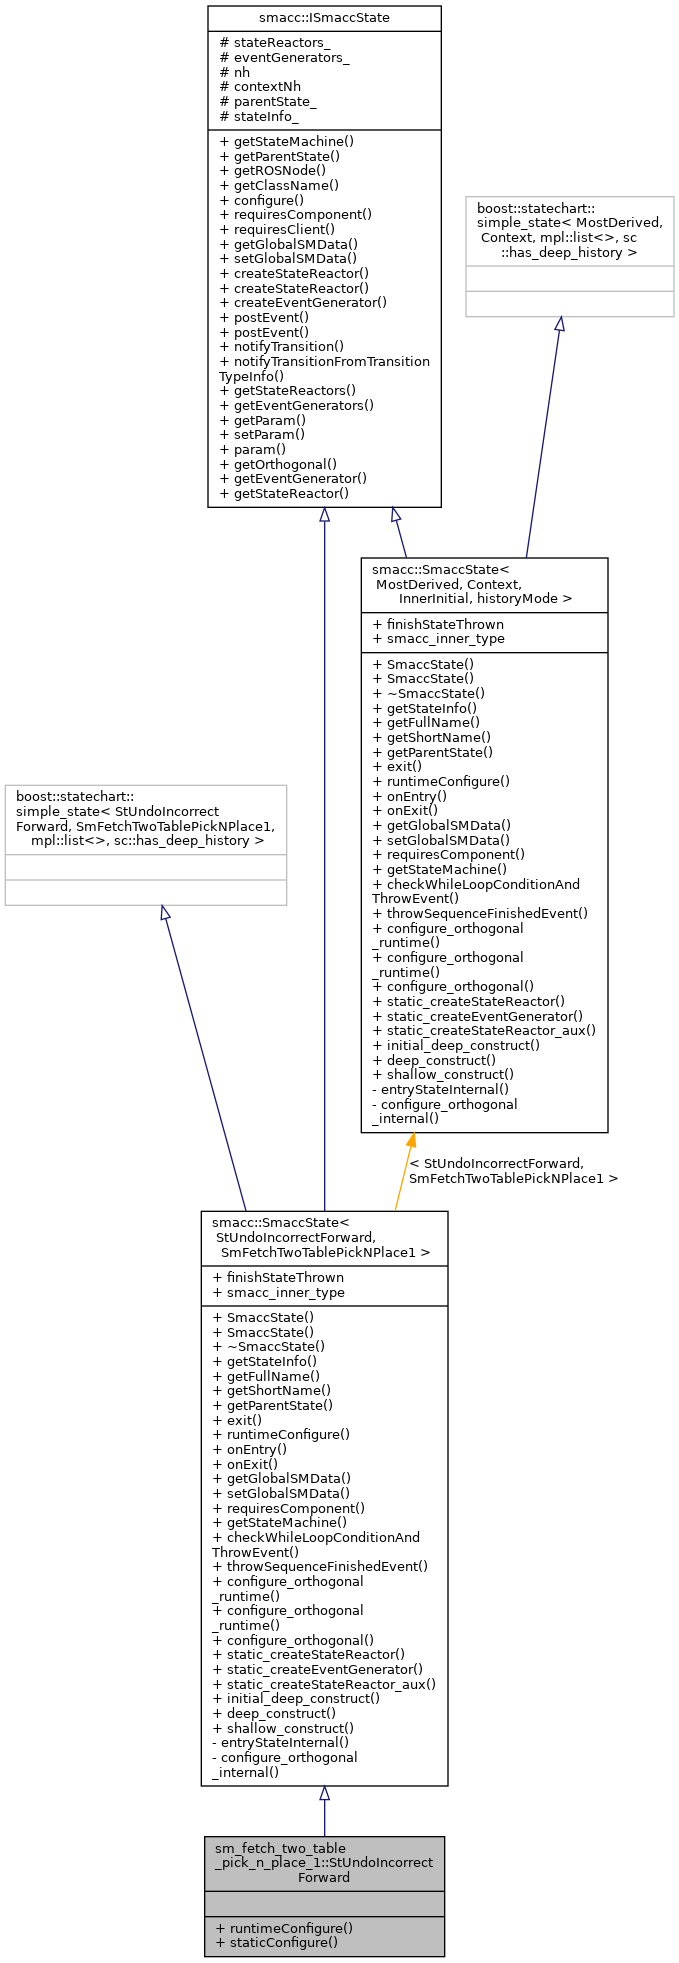 smacc::ISmaccState
# stateReactors_
# eventGenerators_
# nh
# contextNh
# parentState_
# stateInfo_
+ getStateMachine()
+ getParentState()
+ getROSNode()
+ getClassName()
+ configure()
+ requiresComponent()
+ requiresClient()
+ getGlobalSMData()
+ setGlobalSMData()
+ createStateReactor()
+ createStateReactor()
+ createEventGenerator()
+ postEvent()
+ postEvent()
+ notifyTransition()
+ notifyTransitionFromTransition
TypeInfo()
+ getStateReactors()
+ getEventGenerators()
+ getParam()
+ setParam()
+ param()
+ getOrthogonal()
+ getEventGenerator()
+ getStateReactor()
boost::statechart::
simple_state< MostDerived,
Context, mpl::list<>, sc
::has_deep_history >
smacc::SmaccState<
MostDerived, Context,
InnerInitial, historyMode >
+ finishStateThrown
+ smacc_inner_type
+ SmaccState()
+ SmaccState()
+ ~SmaccState()
+ getStateInfo()
+ getFullName()
+ getShortName()
+ getParentState()
+ exit()
+ runtimeConfigure()
+ onEntry()
+ onExit()
+ getGlobalSMData()
+ setGlobalSMData()
+ requiresComponent()
+ getStateMachine()
+ checkWhileLoopConditionAnd
ThrowEvent()
+ throwSequenceFinishedEvent()
+ configure_orthogonal
_runtime()
+ configure_orthogonal
_runtime()
+ configure_orthogonal()
+ static_createStateReactor()
+ static_createEventGenerator()
+ static_createStateReactor_aux()
+ initial_deep_construct()
+ deep_construct()
+ shallow_construct()
- entryStateInternal()
- configure_orthogonal
_internal()
boost::statechart::
simple_state< StUndoIncorrect
Forward, SmFetchTwoTablePickNPlace1,
mpl::list<>, sc::has_deep_history >
< StUndoIncorrectForward,
SmFetchTwoTablePickNPlace1 >
smacc::SmaccState<
StUndoIncorrectForward,
SmFetchTwoTablePickNPlace1 >
+ finishStateThrown
+ smacc_inner_type
+ SmaccState()
+ SmaccState()
+ ~SmaccState()
+ getStateInfo()
+ getFullName()
+ getShortName()
+ getParentState()
+ exit()
+ runtimeConfigure()
+ onEntry()
+ onExit()
+ getGlobalSMData()
+ setGlobalSMData()
+ requiresComponent()
+ getStateMachine()
+ checkWhileLoopConditionAnd
ThrowEvent()
+ throwSequenceFinishedEvent()
+ configure_orthogonal
_runtime()
+ configure_orthogonal
_runtime()
+ configure_orthogonal()
+ static_createStateReactor()
+ static_createEventGenerator()
+ static_createStateReactor_aux()
+ initial_deep_construct()
+ deep_construct()
+ shallow_construct()
- entryStateInternal()
- configure_orthogonal
_internal()
sm_fetch_two_table
_pick_n_place_1::StUndoIncorrect
Forward
+ runtimeConfigure()
+ staticConfigure()